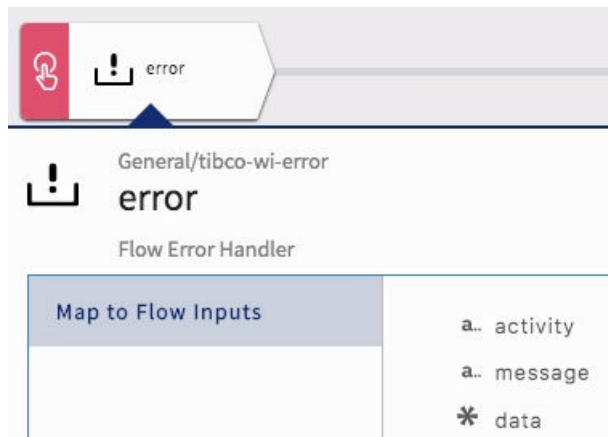 error
General/tibco-wi-error
error
Flow Error Handler
Map to Flow Inputs
a.. activity
a.. message
* data